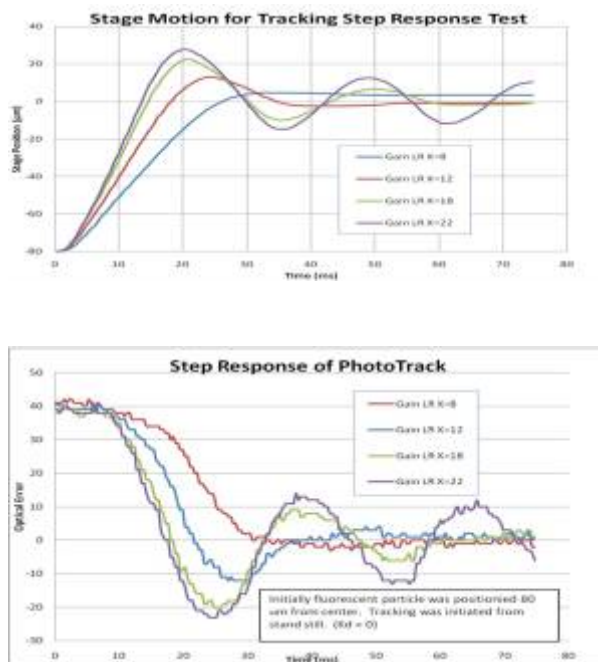 Stage Motion for Tracking Step Response Test
40
20
0
-20
-40
-60
-80
Stage Position (µm)
Gain LR X=8
Gain LR X=12
Gain LR X=18
Gain LR X=22
0 10 20 30 40 50 60 70 80
Time (ms)
Step Response of PhotoTrack
50
40
30
20
10
0
-10
-20
-30
Optical Error
Gain LR X=8
Gain LR X=12
Gain LR X=18
Gain LR X=22
Initially fluorescent particle was positionied 80
um from center. Tracking was initiated from
stand still. (Kd = 0)
0 10 20 30 40 50 60 70 80
Time (ms)